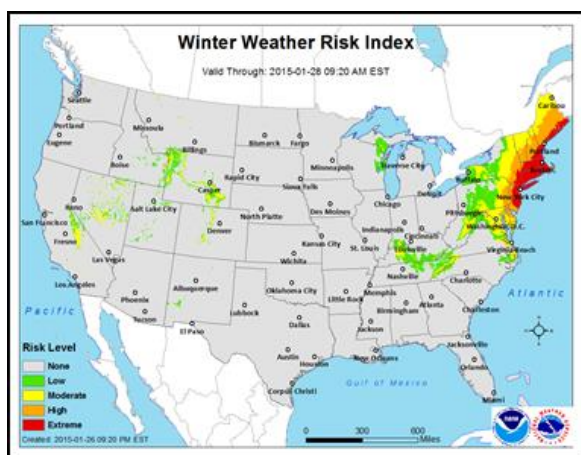 Winter Weather Risk Index
Valid Through: 2015-01-28 09:20 AM EST
Seattle
Portland
Eugene
Missoula
Billings
Bismarck
Fargo
Caribou
Boise
Minneapolis
Traverse City
Portland
Boston
Buffalo
Rapid City
Sioux Falls
Casper
Detroit
New York City
Reno
Salt Lake City
North Platte
Des Moines
Chicago
Pittsburgh
San Francisco
Fresno
Denver
Indianapolis
Cincinnati
Washington, D.C.
Kansas City
St. Louis
Louisville
Virginia Beach
Las Vegas
Wichita
Nashville
Los Angeles
Albuquerque
Oklahoma City
Memphis
Charlotte
Pacific
Phoenix
Little Rock
Atlantic
Tucson
Lubbock
Birmingham
Atlanta
Charleston
El Paso
Dallas
Jackson
Jacksonville
Austin
Houston
New Orleans
Orlando
Corpus Christi
Gulf of Mexico
Miami
Risk Level
None
Low
Moderate
High
Extreme
Created: 2015-01-26 09:20 PM EST
0
300
600
Miles